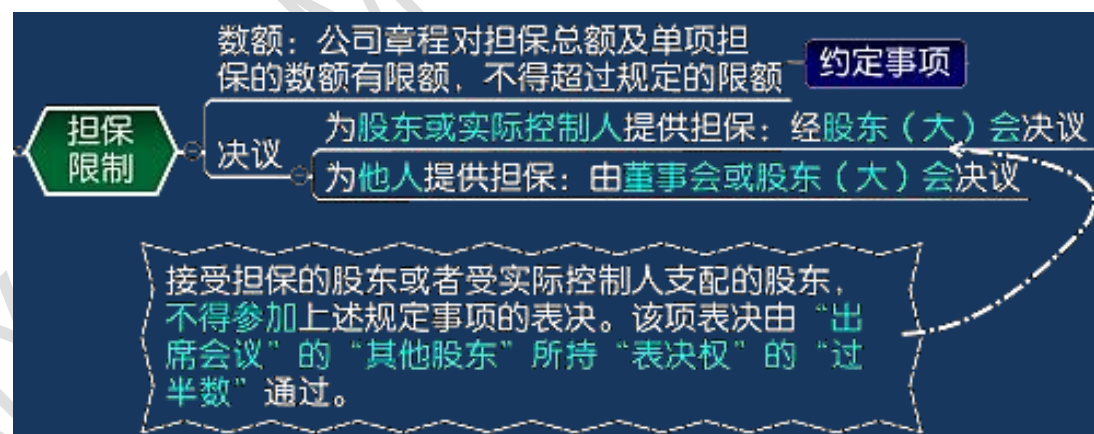 数额：公司章程对担保总额及单项担
保的数额有限额，不得超过规定的限额
约定事项
担保
限制
决议
为股东或实际控制人提供担保：经股东（大）会决议
为他人提供担保：由董事会或股东（大）会决议
接受担保的股东或者受实际控制人支配的股东，
不得参加上述规定事项的表决。该项表决由“出
席会议”的“其他股东”所持“表决权”的“过
半数”通过。